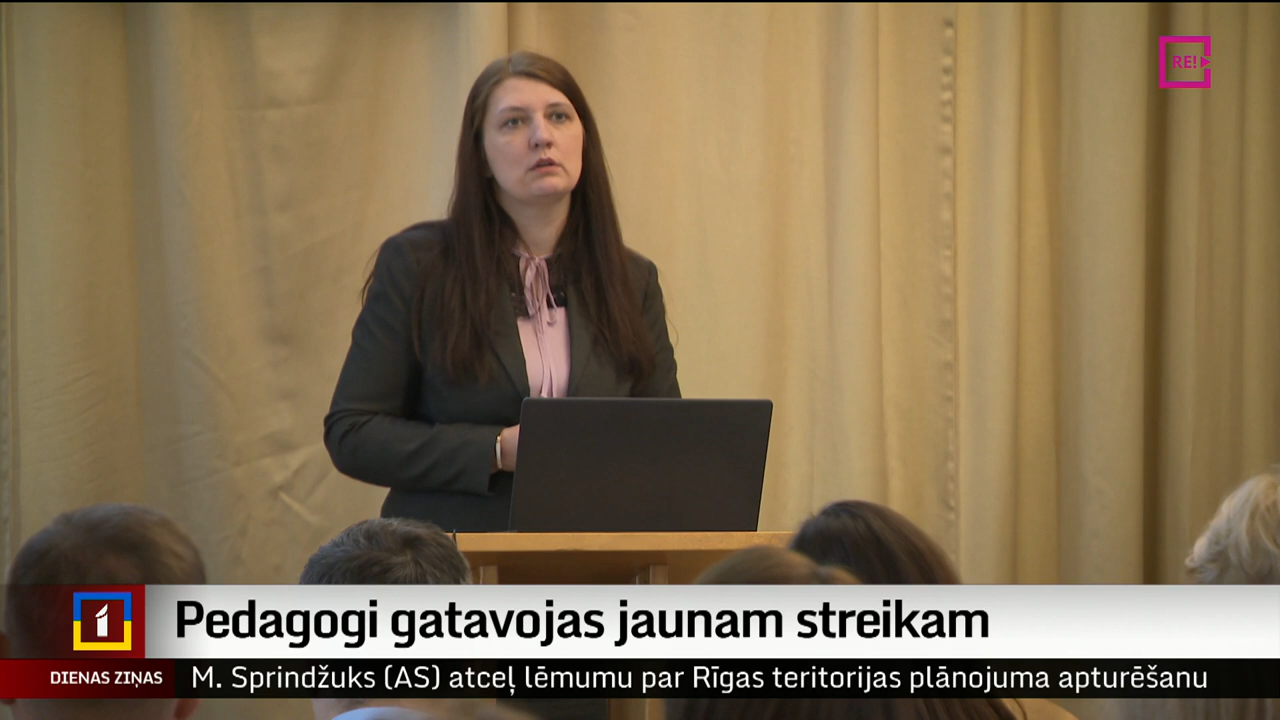 RE!
Pedagogi gatavojas jaunam streikam
1
DIENAS ZIŅAS
M. Sprindžuks (AS) atceļ lēmumu par Rīgas teritorijas plānojuma apturēšanu